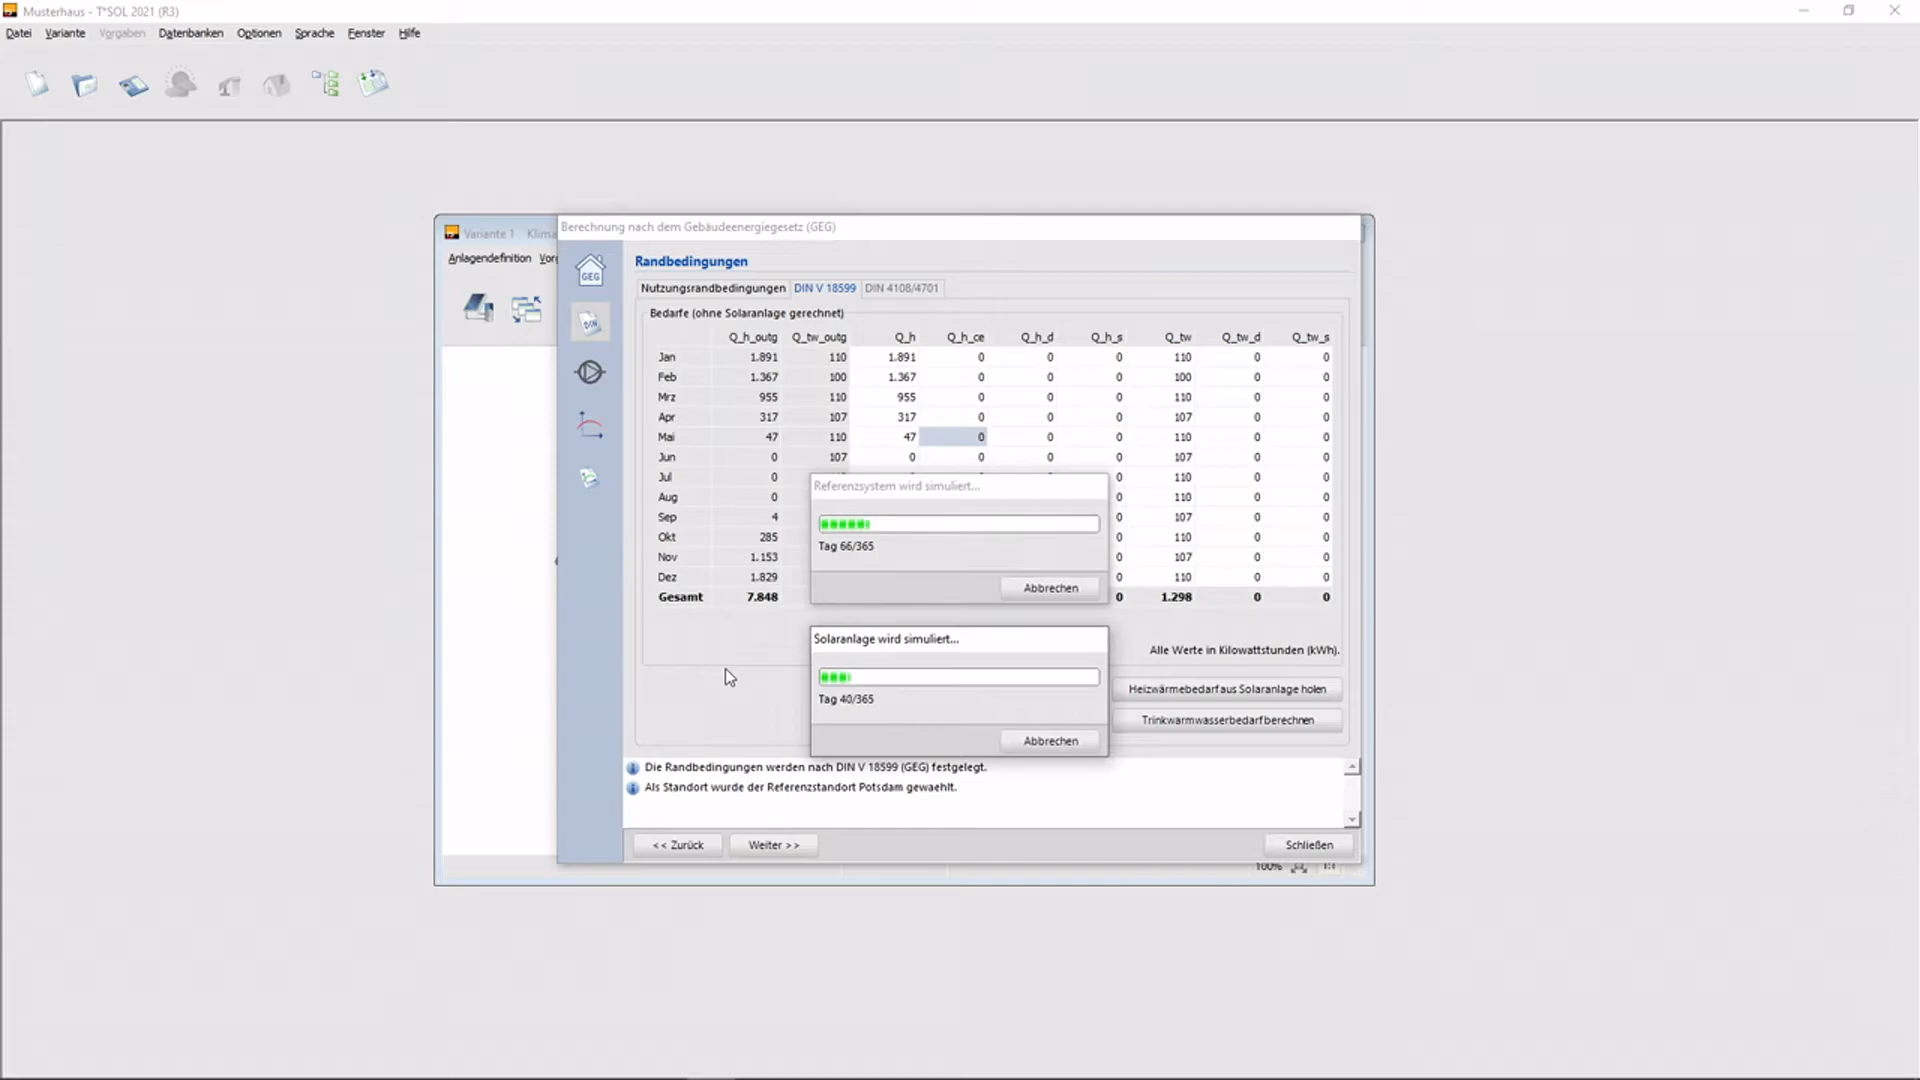 Musterhaus - T*SOL 2021 (R3)
Datei Variante Vorgaben Datenbanken Optionen Sprache Fenster Hilfe
Variante 1 Klima
Berechnung nach dem Gebäudeenergiegesetz (GEG)
Anlagendefinition Vorg
GEG
Randbedingungen
Nutzungsrandbedingungen DIN V 18599 DIN 4108/4701
DIN
Bedarfe (ohne Solaranlage gerechnet)
Q_h_outg Q_tw_outg Q_h Q_h_ce Q_h_d Q_h_s Q_tw Q_tw_d Q_tw_s
Jan 1.891 110 1.891 0 0 0 110 0 0
Feb 1.367 100 1.367 0 0 0 100 0 0
Mrz 955 110 955 0 0 0 110 0 0
Apr 317 107 317 0 0 0 107 0 0
Mai 47 110 47 0 0 0 110 0 0
Jun 0 107 0 0 0 0 107 0 0
Jul 0 0 110 0 0
Aug 0 0 110 0 0
Sep 4 0 107 0 0
Okt 285 0 110 0 0
Nov 1.153 0 107 0 0
Dez 1.829 0 110 0 0
Gesamt 7.848 0 1.298 0 0
Referenzsystem wird simuliert...
Tag 66/365
Abbrechen
Solaranlage wird simuliert...
Tag 40/365
Abbrechen
Alle Werte in Kilowattstunden (kWh).
Heizwärmebedarf aus Solaranlage holen
Trinkwarmwasserbedarf berechnen
Die Randbedingungen werden nach DIN V 18599 (GEG) festgelegt.
Als Standort wurde der Referenzstandort Potsdam gewaehlt.
<< Zurück Weiter >> Schließen
100% 1:1